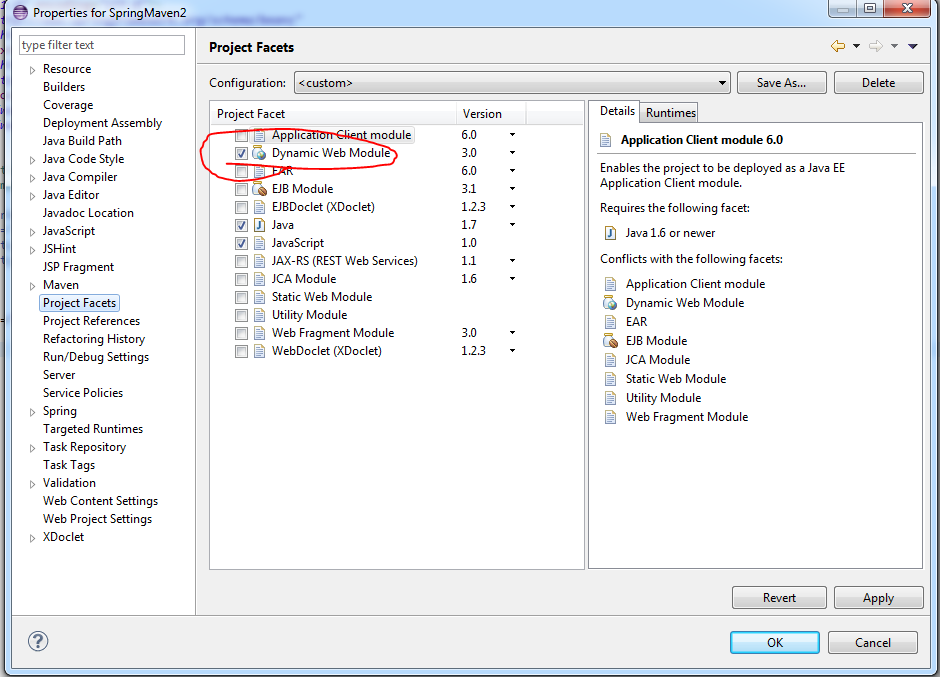 Properties for SpringMaven2
type filter text
Resource
Builders
Coverage
Deployment Assembly
Java Build Path
Java Code Style
Java Compiler
Java Editor
Javadoc Location
JavaScript
JSHint
JSP Fragment
Maven
Project Facets
Project References
Refactoring History
Run/Debug Settings
Server
Service Policies
Spring
Targeted Runtimes
Task Repository
Task Tags
Validation
Web Content Settings
Web Project Settings
XDoclet
Project Facets
Configuration: <custom> Save As... Delete
Project Facet Version
Application Client module 6.0
Dynamic Web Module 3.0
EAR 6.0
EJB Module 3.1
EJBDoclet (XDoclet) 1.2.3
Java 1.7
JavaScript 1.0
JAX-RS (REST Web Services) 1.1
JCA Module 1.6
Static Web Module
Utility Module
Web Fragment Module 3.0
WebDoclet (XDoclet) 1.2.3
Details Runtimes
Application Client module 6.0
Enables the project to be deployed as a Java EE
Application Client module.
Requires the following facet:
Java 1.6 or newer
Conflicts with the following facets:
Application Client module
Dynamic Web Module
EAR
EJB Module
JCA Module
Static Web Module
Utility Module
Web Fragment Module
Revert Apply
? OK Cancel